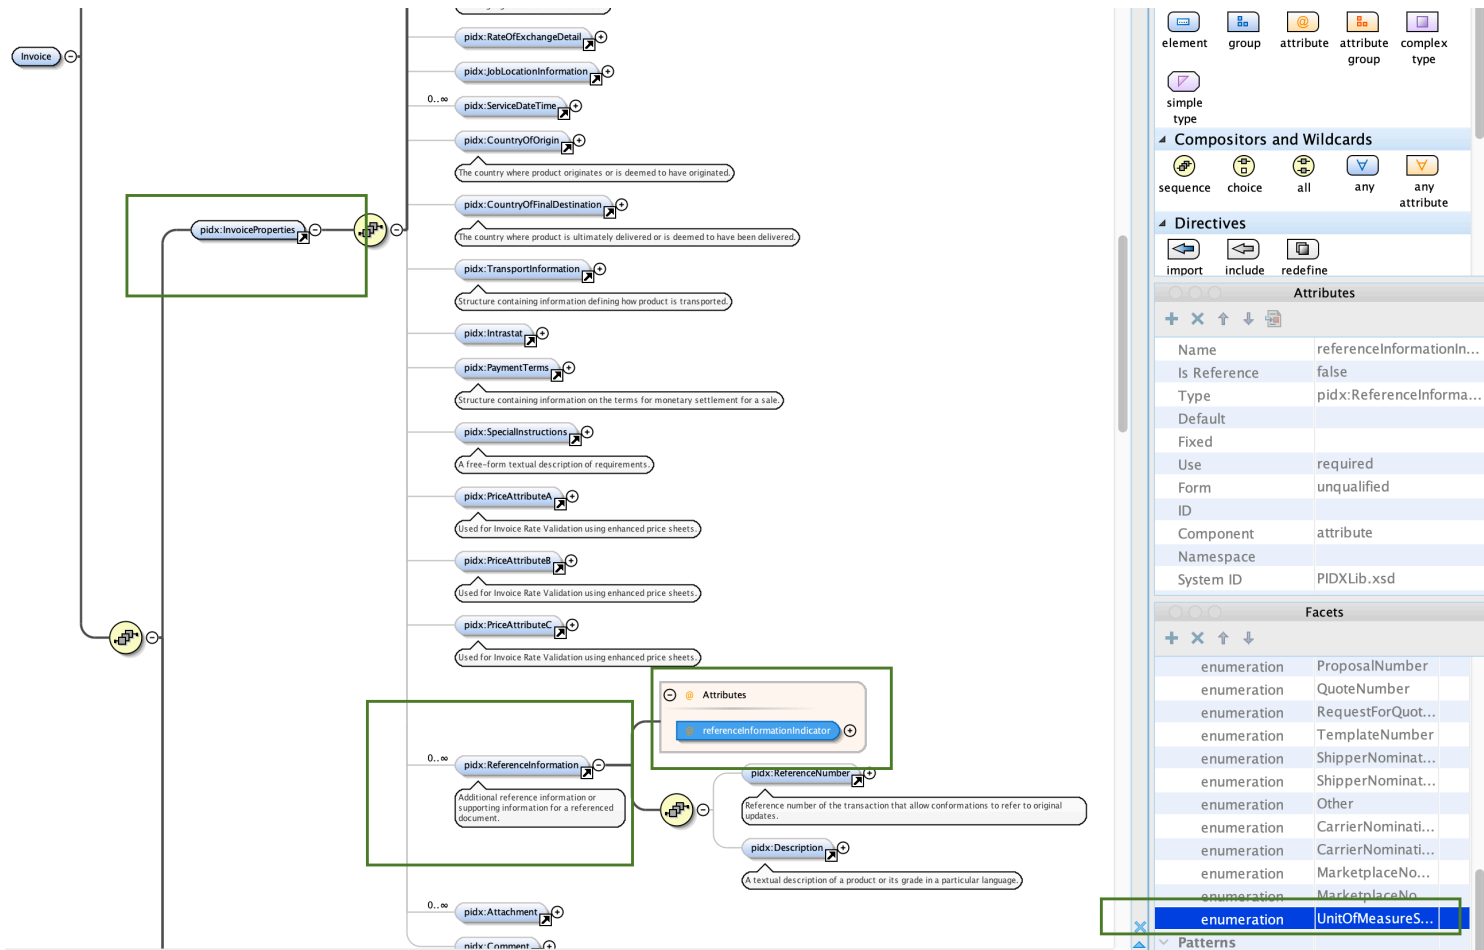 Invoice
pidx:InvoiceProperties
pidx:RateOfExchangeDetail
pidx:JobLocationInformation
0..∞
pidx:ServiceDateTime
pidx:CountryOfOrigin
The country where product originates or is deemed to have originated.
pidx:CountryOfFinalDestination
The country where product is ultimately delivered or is deemed to have been delivered.
pidx:TransportInformation
Structure containing information defining how product is transported.
pidx:Intrastat
pidx:PaymentTerms
Structure containing information on the terms for monetary settlement for a sale.
pidx:SpecialInstructions
A free-form textual description of requirements.
pidx:PriceAttributeA
Used for Invoice Rate Validation using enhanced price sheets.
pidx:PriceAttributeB
Used for Invoice Rate Validation using enhanced price sheets.
pidx:PriceAttributeC
Used for Invoice Rate Validation using enhanced price sheets.
@ Attributes
@ referenceInformationIndicator
0..∞
pidx:ReferenceInformation
Additional reference information or
supporting information for a referenced
document.
pidx:ReferenceNumber
Reference number of the transaction that allow conformations to refer to original
updates.
pidx:Description
A textual description of a product or its grade in a particular language.
0..∞
pidx:Attachment
pidx:Comment
element group attribute attribute group complex type
simple type
Compositors and Wildcards
sequence choice all any any attribute
Directives
import include redefine
Attributes
Name referenceInformationIn...
Is Reference false
Type pidx:ReferenceInforma...
Default
Fixed
Use required
Form unqualified
ID
Component attribute
Namespace
System ID PIDXLib.xsd
Facets
enumeration ProposalNumber
enumeration QuoteNumber
enumeration RequestForQuot...
enumeration TemplateNumber
enumeration ShipperNominat...
enumeration ShipperNominat...
enumeration Other
enumeration CarrierNominati...
enumeration CarrierNominati...
enumeration MarketplaceNo...
enumeration MarketplaceNo...
enumeration UnitOfMeasureS...
Patterns